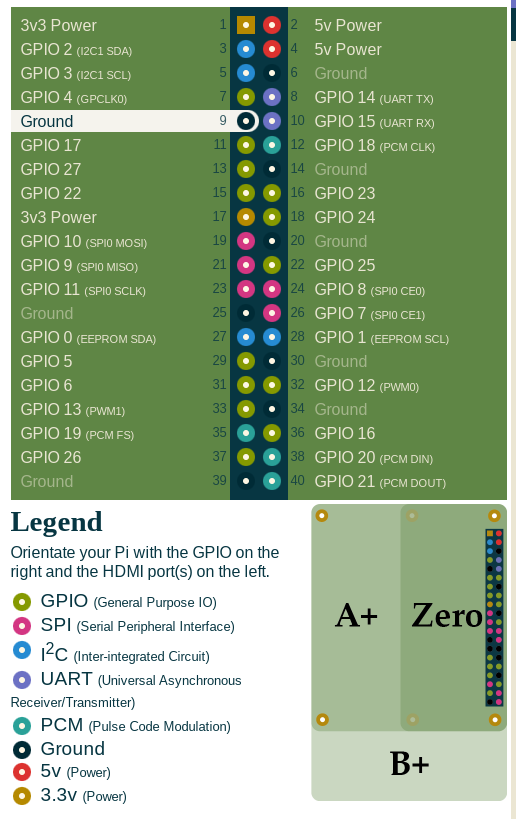 3v3 Power 1 2 5v Power
GPIO 2 (I2C1 SDA) 3 4 5v Power
GPIO 3 (I2C1 SCL) 5 6 Ground
GPIO 4 (GPCLK0) 7 8 GPIO 14 (UART TX)
Ground 9 10 GPIO 15 (UART RX)
GPIO 17 11 12 GPIO 18 (PCM CLK)
GPIO 27 13 14 Ground
GPIO 22 15 16 GPIO 23
3v3 Power 17 18 GPIO 24
GPIO 10 (SPI0 MOSI) 19 20 Ground
GPIO 9 (SPI0 MISO) 21 22 GPIO 25
GPIO 11 (SPI0 SCLK) 23 24 GPIO 8 (SPI0 CE0)
Ground 25 26 GPIO 7 (SPI0 CE1)
GPIO 0 (EEPROM SDA) 27 28 GPIO 1 (EEPROM SCL)
GPIO 5 29 30 Ground
GPIO 6 31 32 GPIO 12 (PWM0)
GPIO 13 (PWM1) 33 34 Ground
GPIO 19 (PCM FS) 35 36 GPIO 16
GPIO 26 37 38 GPIO 20 (PCM DIN)
Ground 39 40 GPIO 21 (PCM DOUT)
Legend
Orientate your Pi with the GPIO on the
right and the HDMI port(s) on the left.
GPIO (General Purpose IO)
SPI (Serial Peripheral Interface)
I2C (Inter-integrated Circuit)
UART (Universal Asynchronous
Receiver/Transmitter)
PCM (Pulse Code Modulation)
Ground
5v (Power)
3.3v (Power)
A+ Zero
B+